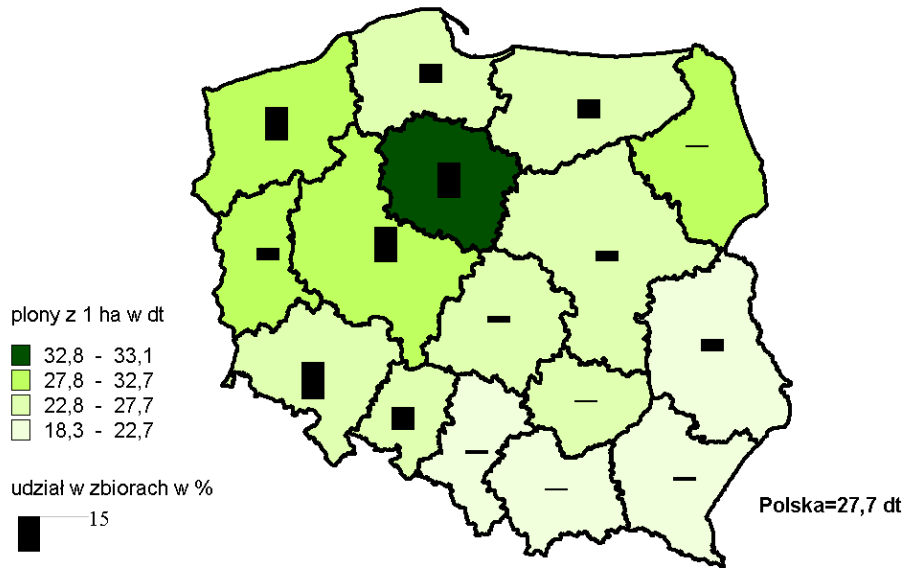 plony z 1 ha w dt
32,8 - 33,1
27,8 - 32,7
22,8 - 27,7
18,3 - 22,7
udział w zbiorach w %
15
Polska=27,7 dt